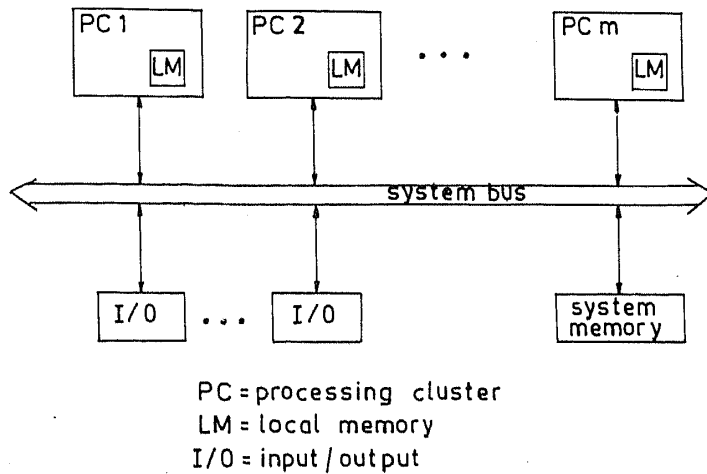 PC 1
LM
PC 2
LM
...
PC m
LM
system bus
I/O
...
I/O
system
memory
PC = processing cluster
LM = local memory
I/O = input/output